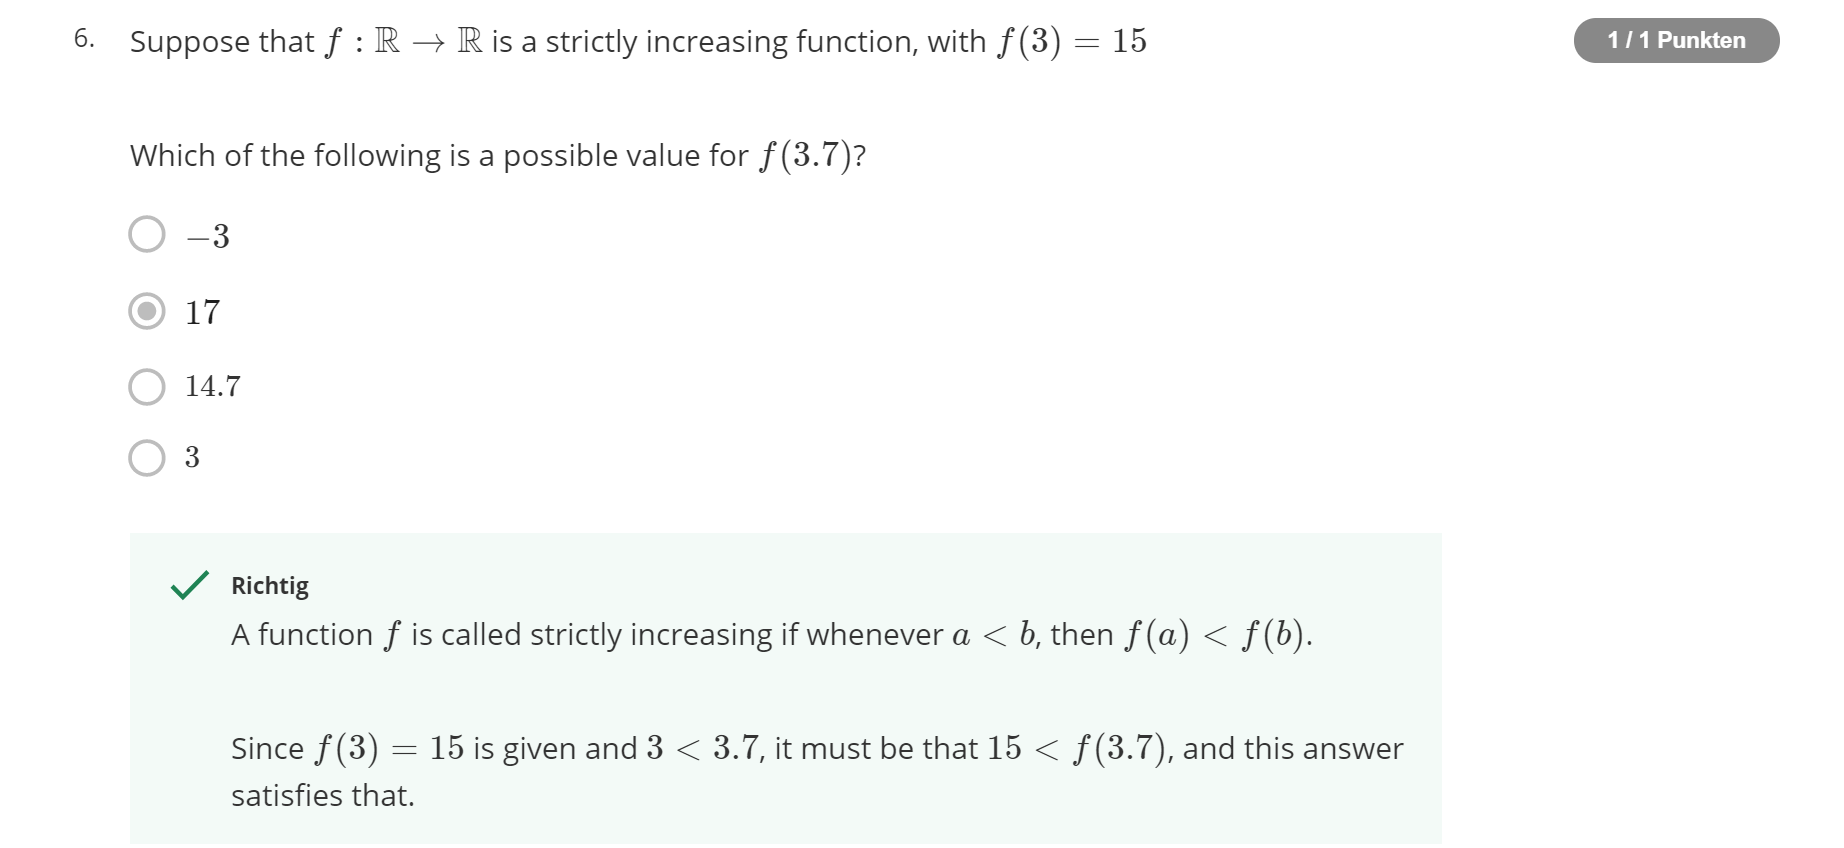 6. Suppose that f : ℝ → ℝ is a strictly increasing function, with f(3) = 15
1 / 1 Punkten
Which of the following is a possible value for f(3.7)?
−3
17
14.7
3
Richtig
A function f is called strictly increasing if whenever a < b, then f(a) < f(b).
Since f(3) = 15 is given and 3 < 3.7, it must be that 15 < f(3.7), and this answer
satisfies that.